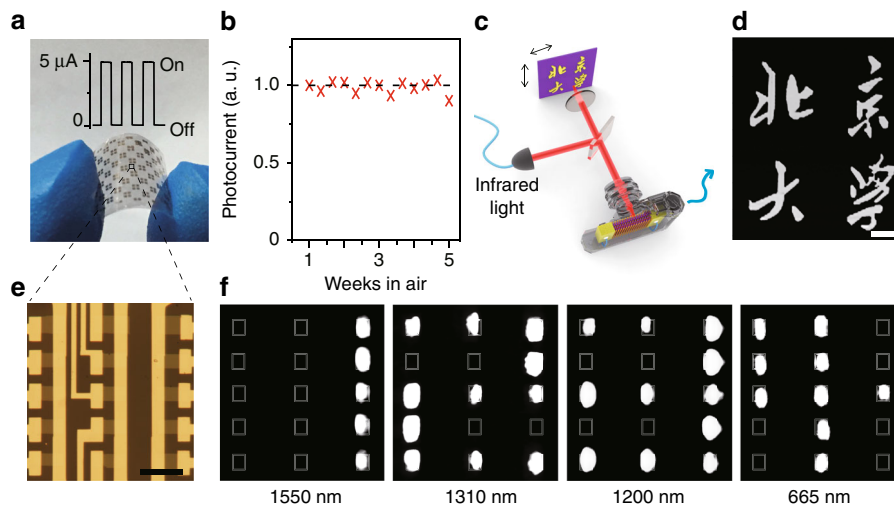 a
5 μA
0
On
Off
b
Photocurrent (a. u.)
1.0
0.5
0
1
3
5
Weeks in air
c
北京
大学
Infrared
light
d
北京
大学
e
f
1550 nm
1310 nm
1200 nm
665 nm